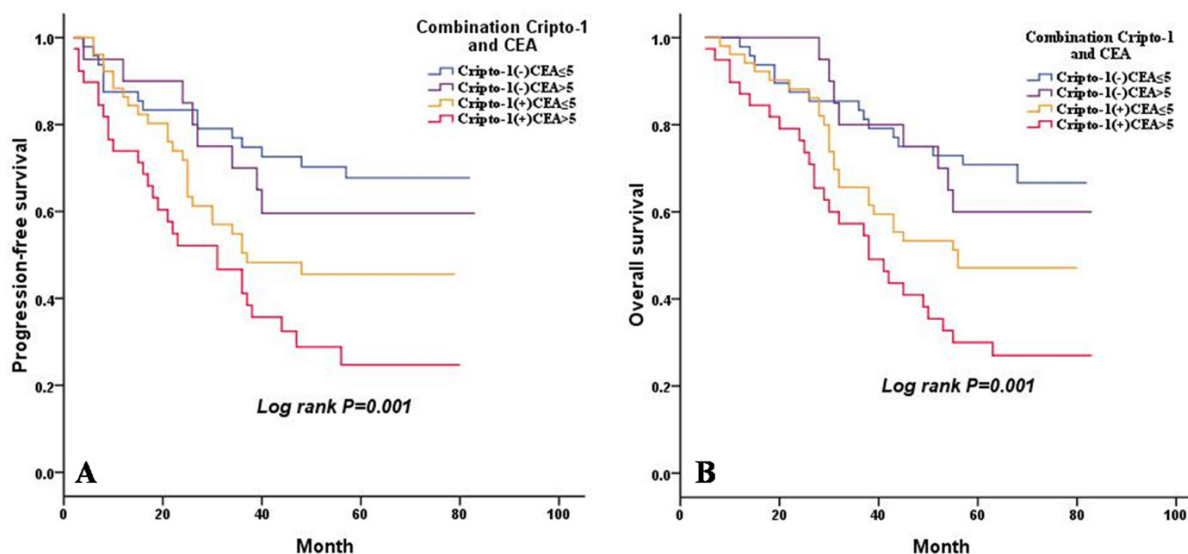 Combination Cripto-1
and CEA
Cripto-1(-)CEA≤5
Cripto-1(-)CEA>5
Cripto-1(+)CEA≤5
Cripto-1(+)CEA>5
Progression-free survival
1.0
0.8
0.6
0.4
0.2
0.0
Log rank P=0.001
A
0 20 40 60 80 100
Month
Combination Cripto-1
and CEA
Cripto-1(-)CEA≤5
Cripto-1(-)CEA>5
Cripto-1(+)CEA≤5
Cripto-1(+)CEA>5
Overall survival
1.0
0.8
0.6
0.4
0.2
0.0
Log rank P=0.001
B
0 20 40 60 80 100
Month